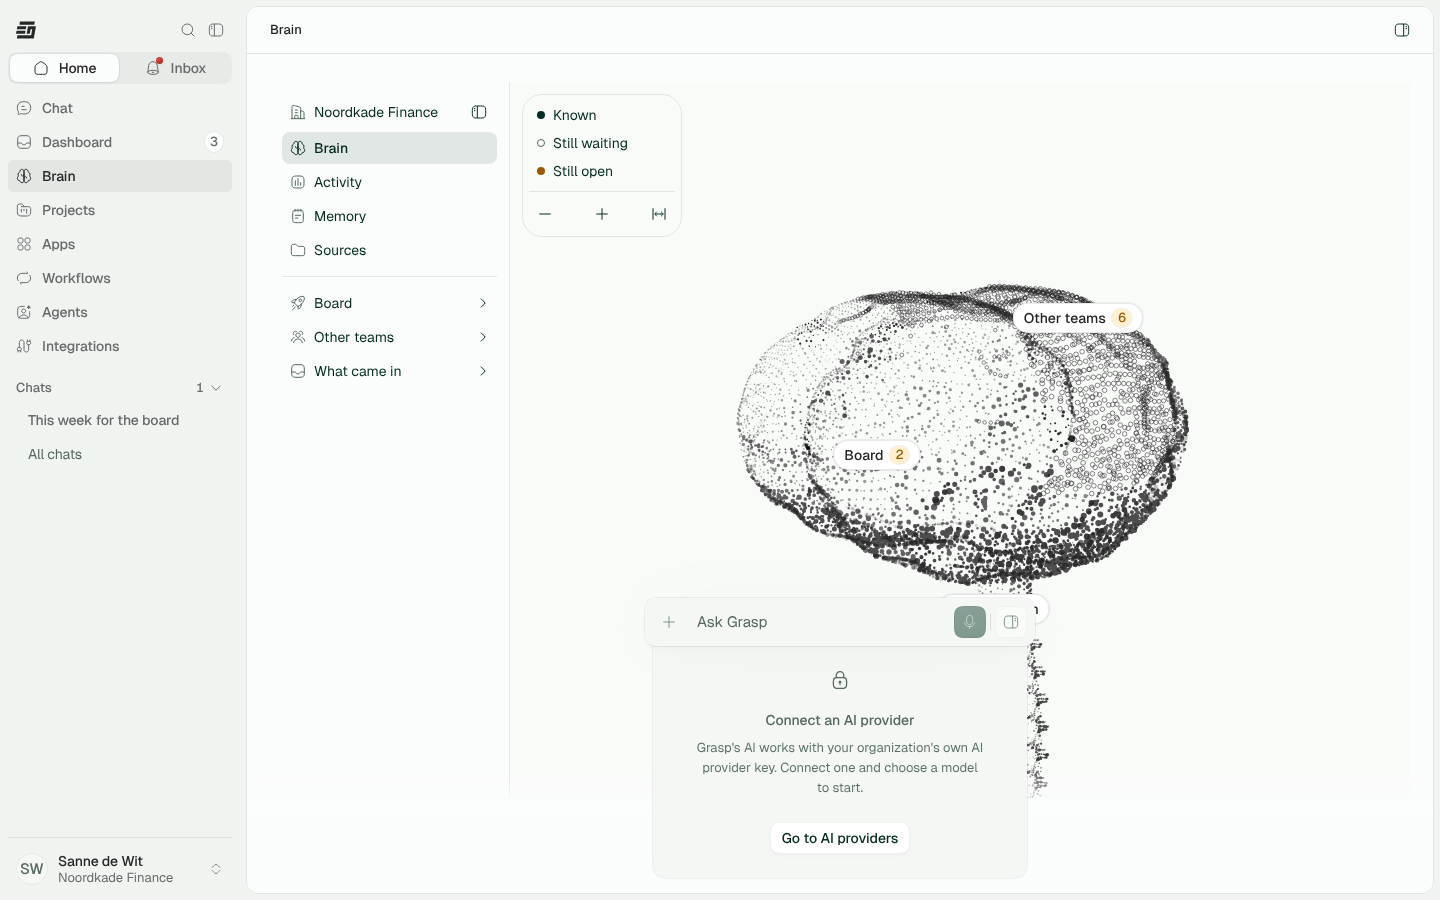 Brain
Home
Inbox
Chat
Dashboard 3
Brain
Projects
Apps
Workflows
Agents
Integrations
Chats 1
This week for the board
All chats
Sanne de Wit
SW
Noordkade Finance
Noordkade Finance
Brain
Activity
Memory
Sources
Board
Other teams
What came in
Known
Still waiting
Still open
Other teams 6
Board 2
Ask Grasp
Connect an AI provider
Grasp's AI works with your organization's own AI
provider key. Connect one and choose a model
to start.
Go to AI providers